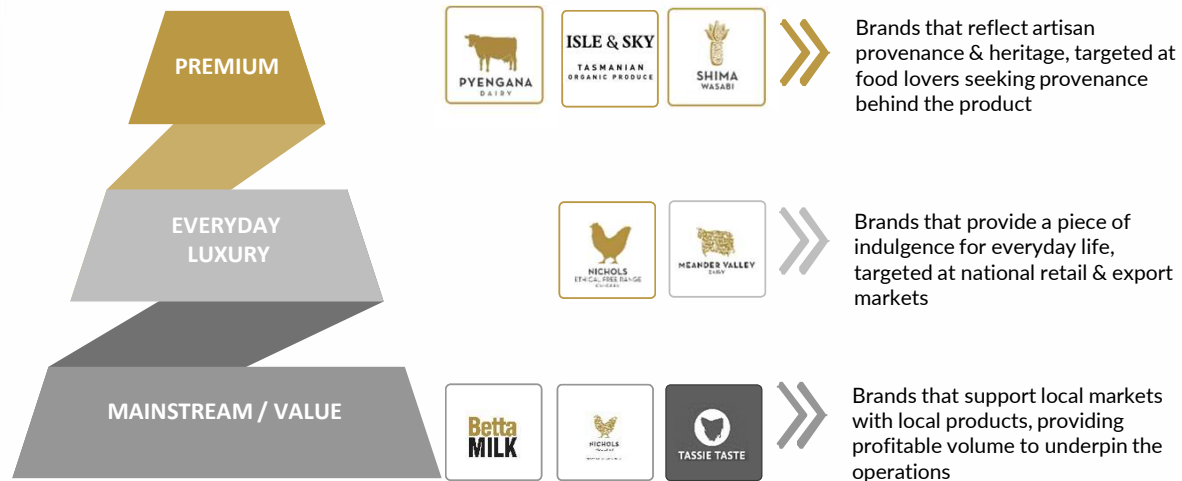 PREMIUM
PYENGANA
DAIRY
ISLE & SKY
TASMANIAN
ORGANIC PRODUCE
SHIMA
WASABI
Brands that reflect artisan
provenance & heritage, targeted at
food lovers seeking provenance
behind the product
EVERYDAY
LUXURY
NICHOLS
ETHICAL FREE RANGE
CHICKEN
MEANDER VALLEY
DAIRY
Brands that provide a piece of
indulgence for everyday life,
targeted at national retail & export
markets
MAINSTREAM / VALUE
Betta
MILK
NICHOLS
TASSIE TASTE
Brands that support local markets
with local products, providing
profitable volume to underpin the
operations